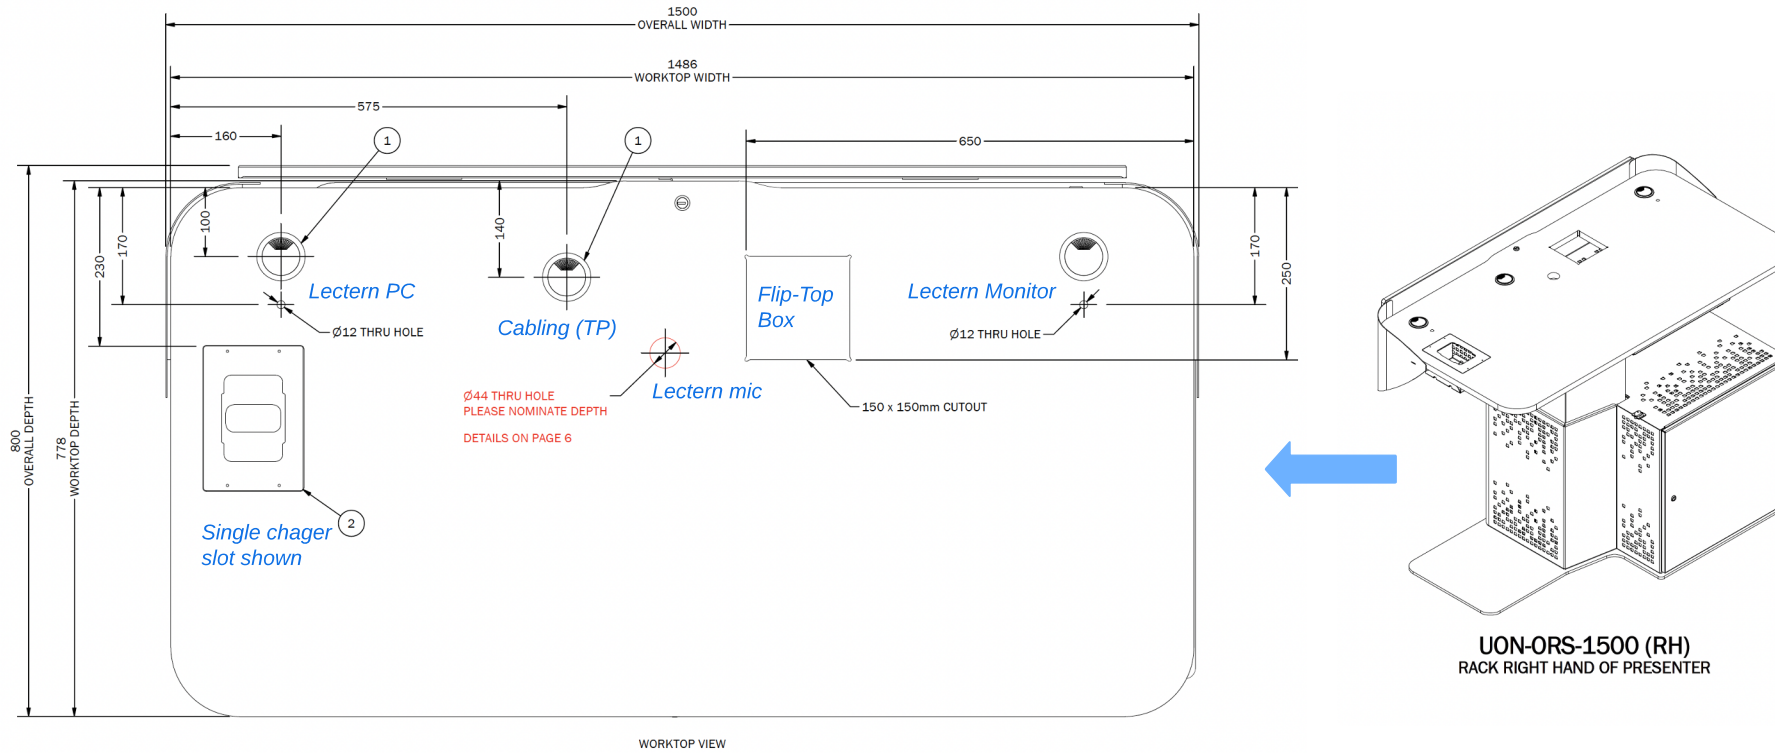 1500
OVERALL WIDTH
1486
WORKTOP WIDTH
575
160
1
1
650
100
170
230
140
170
250
Lectern PC
Ø12 THRU HOLE
Cabling (TP)
Flip-Top
Box
Lectern Monitor
Ø12 THRU HOLE
Ø44 THRU HOLE
PLEASE NOMINATE DEPTH
DETAILS ON PAGE 6
Lectern mic
150 x 150mm CUTOUT
800
OVERALL DEPTH
778
WORKTOP DEPTH
2
Single chager
slot shown
UON-ORS-1500 (RH)
RACK RIGHT HAND OF PRESENTER
WORKTOP VIEW